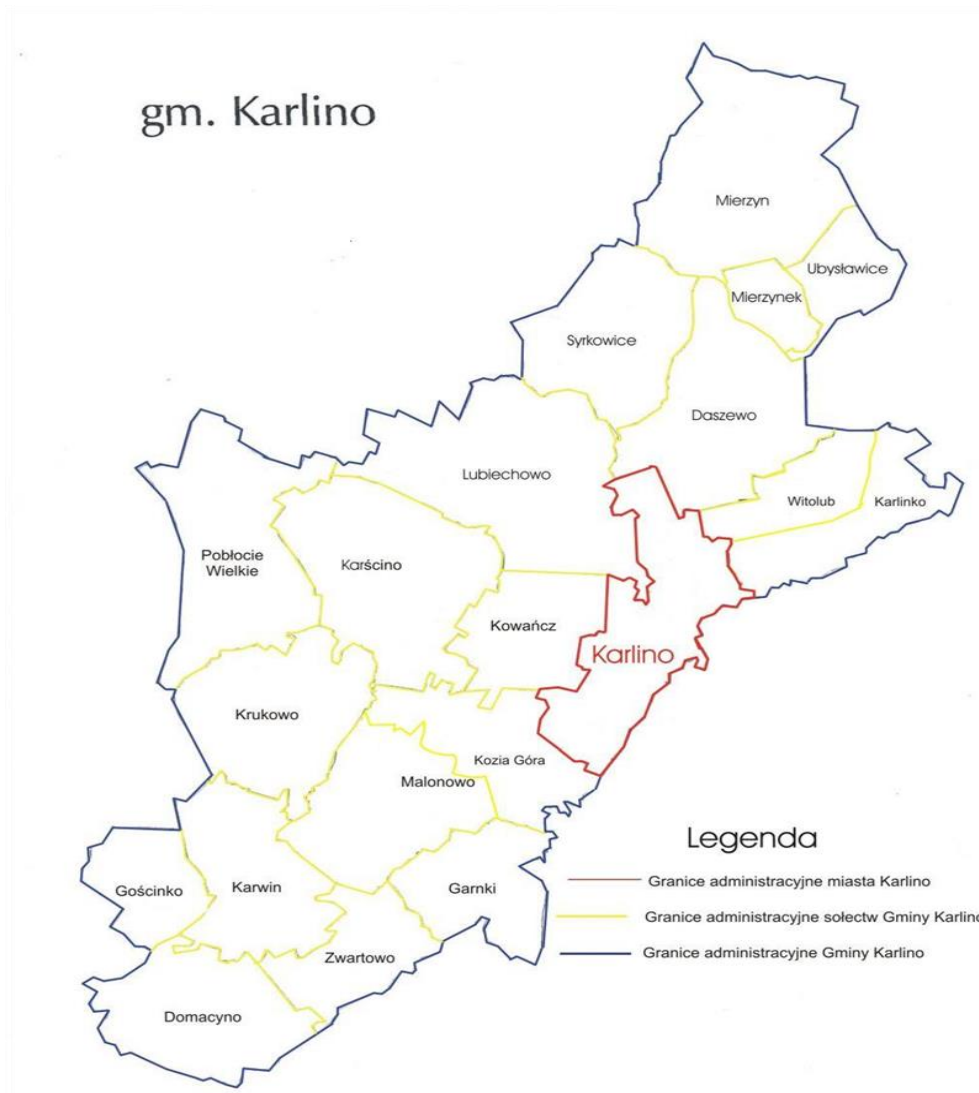 gm. Karlino
Mierzyn
Ubysławice
Mierzynek
Syrkowice
Daszewo
Lubiechowo
Witolub
Karlinko
Pobłocie
Wielkie
Karścino
Kowańcz
Karlino
Krukowo
Kozia Góra
Malonowo
Legenda
Granice administracyjne miasta Karlino
Gościnko
Karwin
Garnki
Granice administracyjne sołectw Gminy Karlino
Granice administracyjne Gminy Karlino
Zwartowo
Domacyno